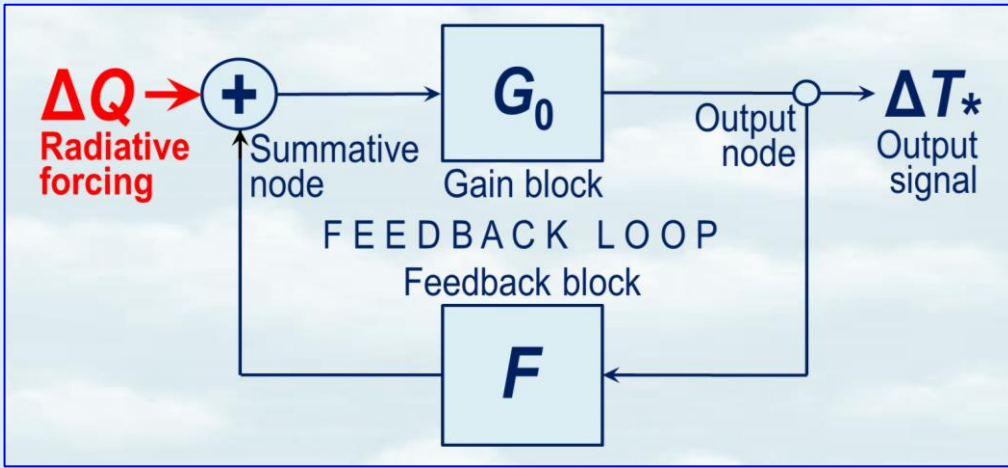 ΔQ
Radiative
forcing
+
Summative
node
G₀
Gain block
Output
node
ΔT*
Output
signal
FEEDBACK LOOP
Feedback block
F